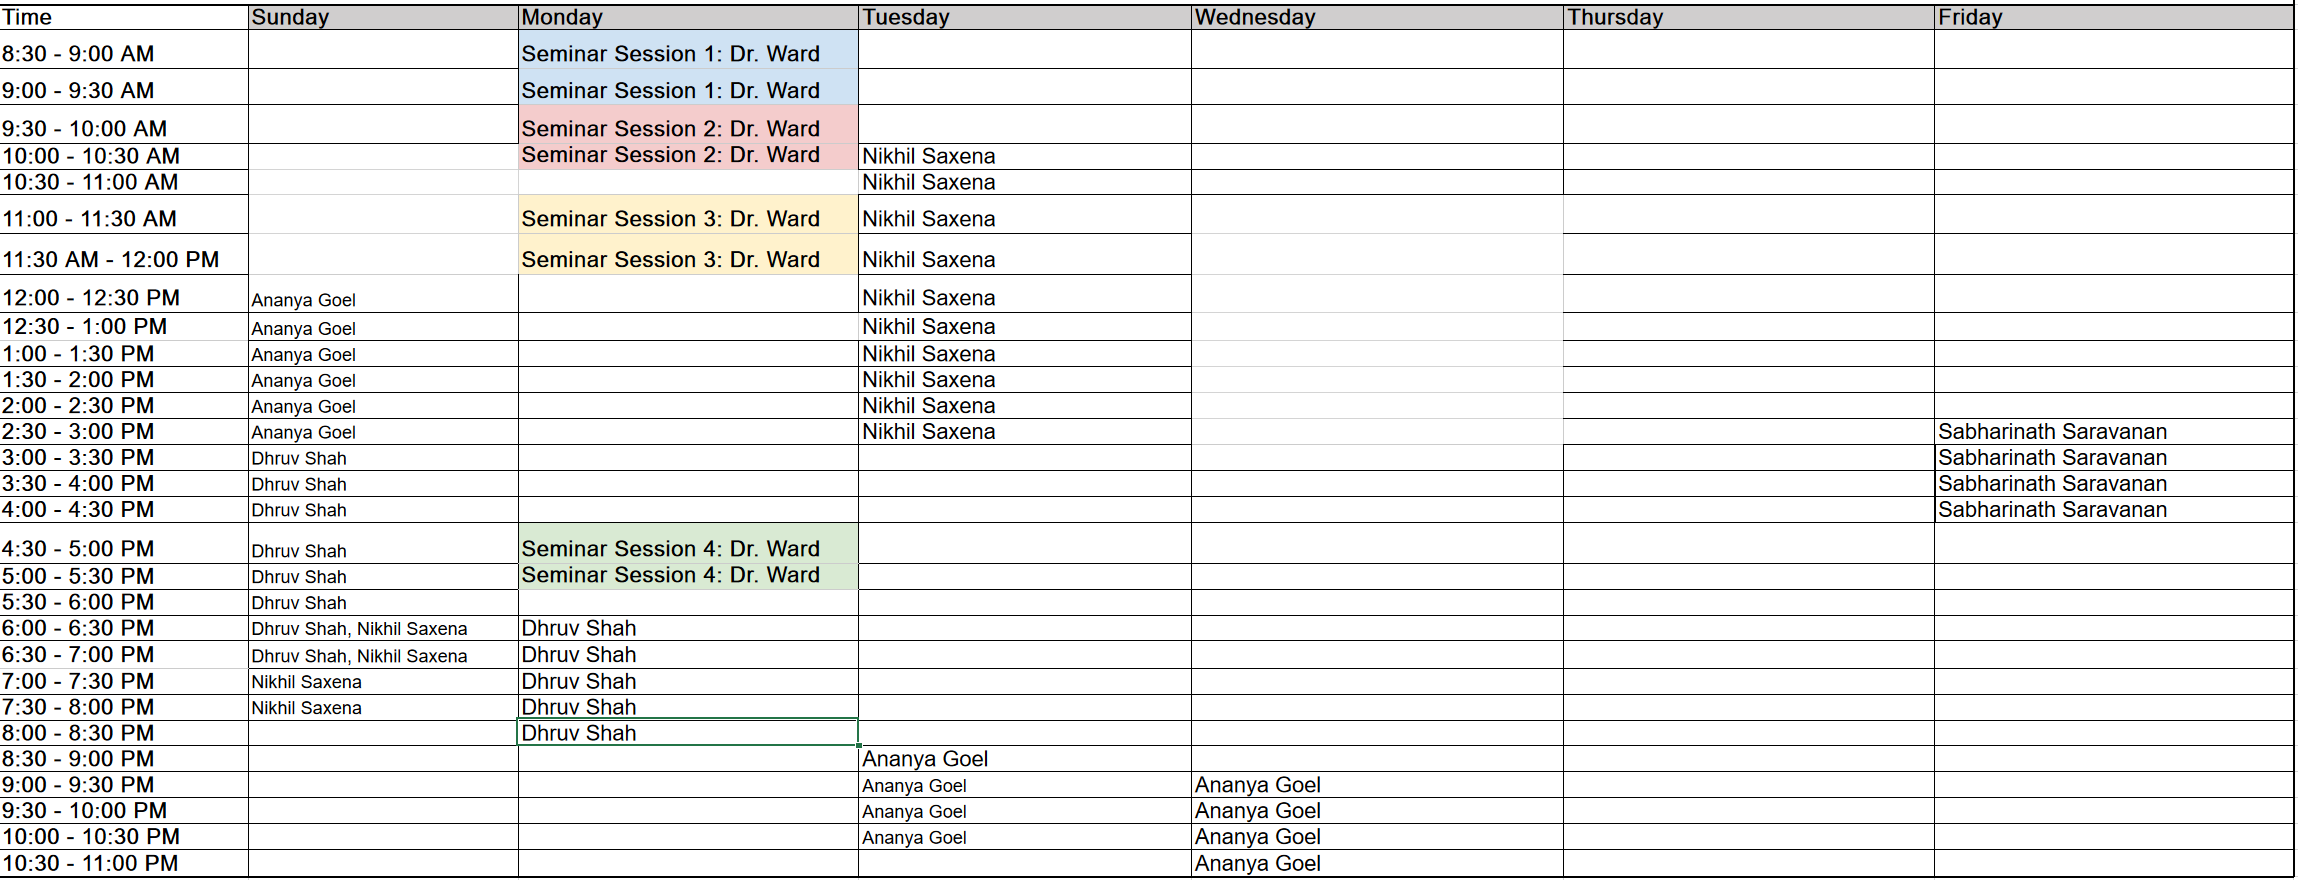 Time Sunday Monday Tuesday Wednesday Thursday Friday
8:30 - 9:00 AM Seminar Session 1: Dr. Ward
9:00 - 9:30 AM Seminar Session 1: Dr. Ward
9:30 - 10:00 AM Seminar Session 2: Dr. Ward
10:00 - 10:30 AM Seminar Session 2: Dr. Ward Nikhil Saxena
10:30 - 11:00 AM Nikhil Saxena
11:00 - 11:30 AM Seminar Session 3: Dr. Ward Nikhil Saxena
11:30 AM - 12:00 PM Seminar Session 3: Dr. Ward Nikhil Saxena
12:00 - 12:30 PM Ananya Goel Nikhil Saxena
12:30 - 1:00 PM Ananya Goel Nikhil Saxena
1:00 - 1:30 PM Ananya Goel Nikhil Saxena
1:30 - 2:00 PM Ananya Goel Nikhil Saxena
2:00 - 2:30 PM Ananya Goel Nikhil Saxena
2:30 - 3:00 PM Ananya Goel Nikhil Saxena Sabharinath Saravanan
3:00 - 3:30 PM Dhruv Shah Sabharinath Saravanan
3:30 - 4:00 PM Dhruv Shah Sabharinath Saravanan
4:00 - 4:30 PM Dhruv Shah Sabharinath Saravanan
4:30 - 5:00 PM Dhruv Shah Seminar Session 4: Dr. Ward
5:00 - 5:30 PM Dhruv Shah Seminar Session 4: Dr. Ward
5:30 - 6:00 PM Dhruv Shah
6:00 - 6:30 PM Dhruv Shah, Nikhil Saxena Dhruv Shah
6:30 - 7:00 PM Dhruv Shah, Nikhil Saxena Dhruv Shah
7:00 - 7:30 PM Nikhil Saxena Dhruv Shah
7:30 - 8:00 PM Nikhil Saxena Dhruv Shah
8:00 - 8:30 PM Dhruv Shah
8:30 - 9:00 PM Ananya Goel
9:00 - 9:30 PM Ananya Goel Ananya Goel
9:30 - 10:00 PM Ananya Goel Ananya Goel
10:00 - 10:30 PM Ananya Goel Ananya Goel
10:30 - 11:00 PM Ananya Goel